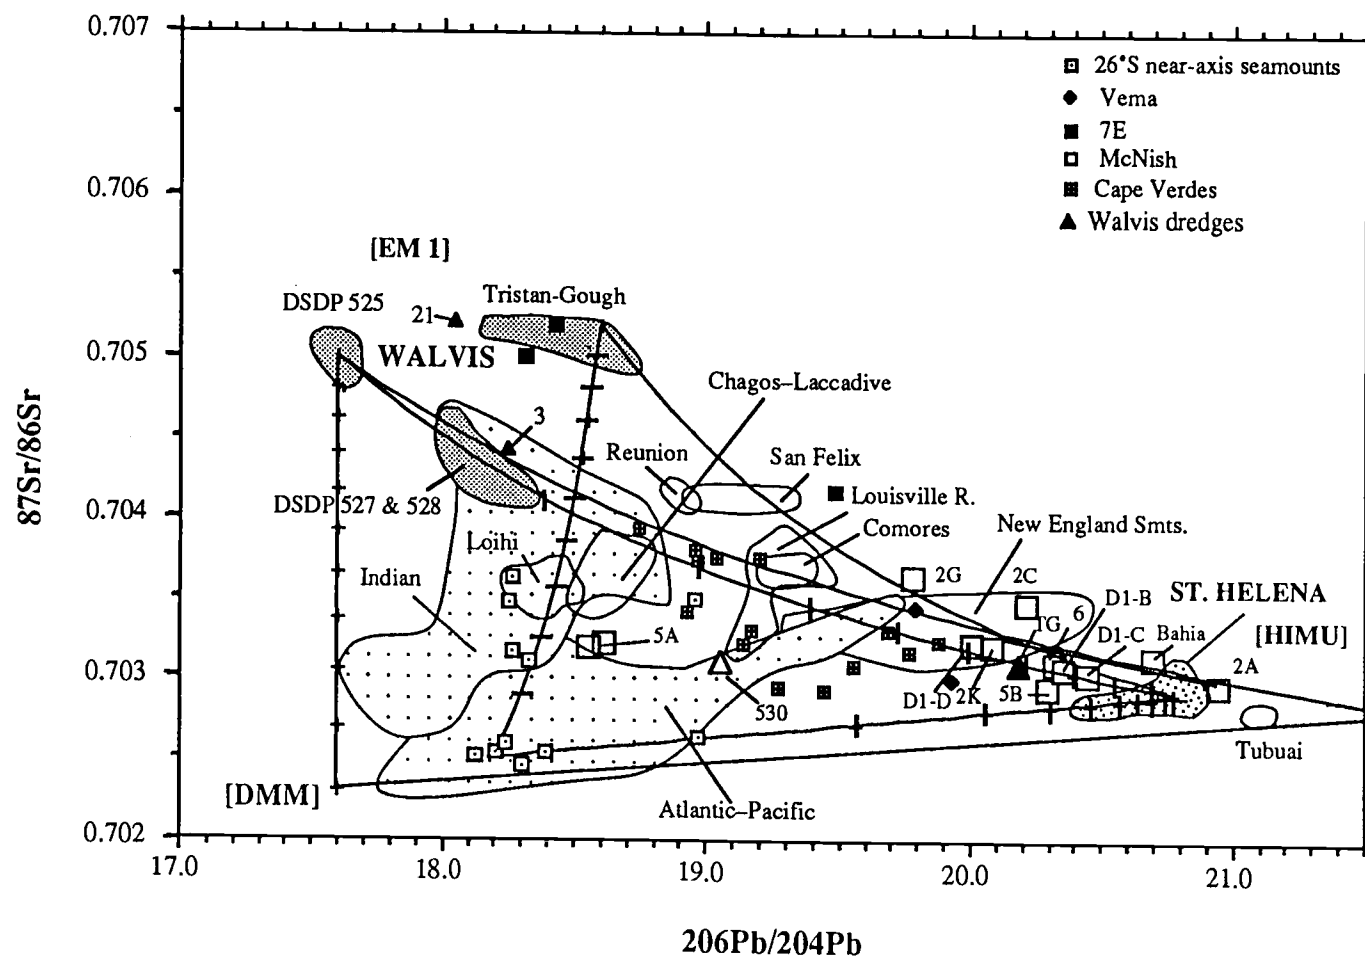 0.707
0.706
0.705
0.704
0.703
0.702
87Sr/86Sr
26°S near-axis seamounts
Vema
7E
McNish
Cape Verdes
Walvis dredges
[EM 1]
DSDP 525
21
Tristan-Gough
WALVIS
Chagos–Laccadive
3
Reunion
San Felix
Louisville R.
Comores
DSDP 527 & 528
New England Smts.
Loihi
Indian
2G
2C
D1-B
ST. HELENA
TG
6
D1-C
Bahia
[HIMU]
5A
2A
530
D1-D
2K
5B
Tubuai
[DMM]
Atlantic–Pacific
17.0
18.0
19.0
20.0
21.0
206Pb/204Pb